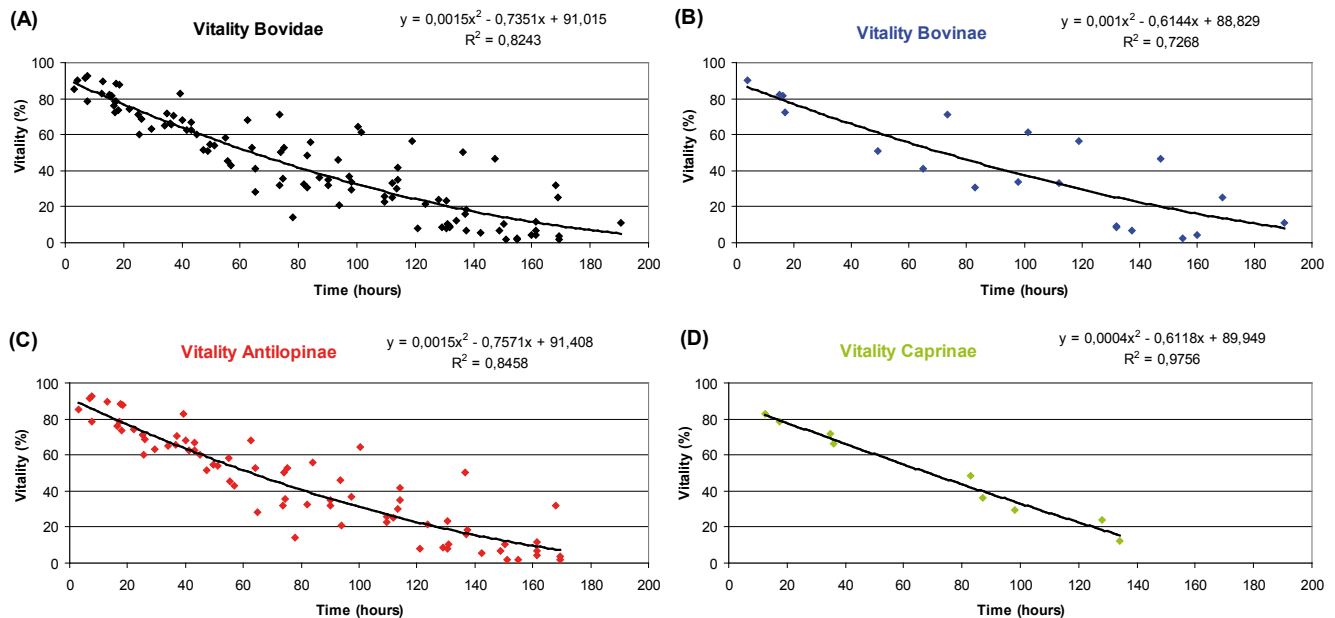 (A)
Vitality Bovidae
y = 0,0015x² - 0,7351x + 91,015
R² = 0,8243
100
80
60
40
20
0
Vitality (%)
0 20 40 60 80 100 120 140 160 180 200
Time (hours)
(B)
Vitality Bovinae
y = 0,001x² - 0,6144x + 88,829
R² = 0,7268
100
80
60
40
20
0
Vitality (%)
0 20 40 60 80 100 120 140 160 180 200
Time (hours)
(C)
Vitality Antilopinae
y = 0,0015x² - 0,7571x + 91,408
R² = 0,8458
100
80
60
40
20
0
Vitality (%)
0 20 40 60 80 100 120 140 160 180 200
Time (hours)
(D)
Vitality Caprinae
y = 0,0004x² - 0,6118x + 89,949
R² = 0,9756
100
80
60
40
20
0
Vitality (%)
0 20 40 60 80 100 120 140 160 180 200
Time (hours)